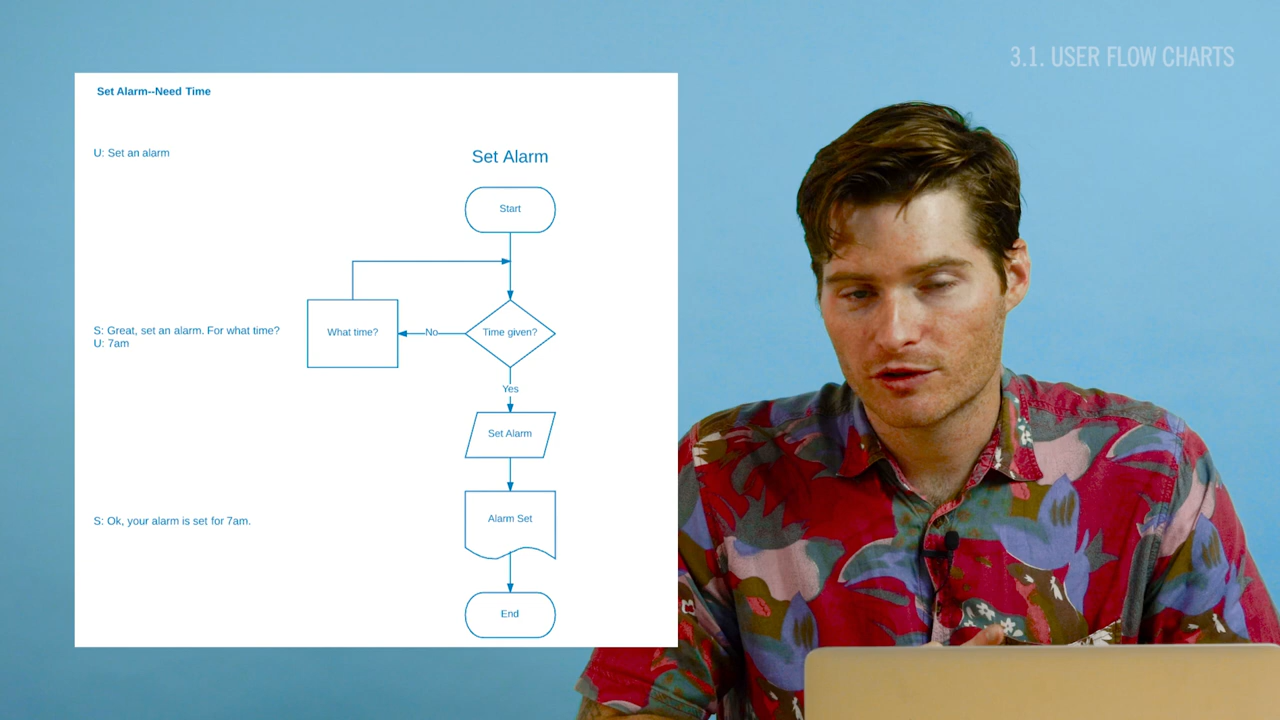 3.1. USER FLOW CHARTS
Set Alarm--Need Time
U: Set an alarm
Set Alarm
Start
S: Great, set an alarm. For what time?
U: 7am
What time?
No
Time given?
Yes
Set Alarm
S: Ok, your alarm is set for 7am.
Alarm Set
End